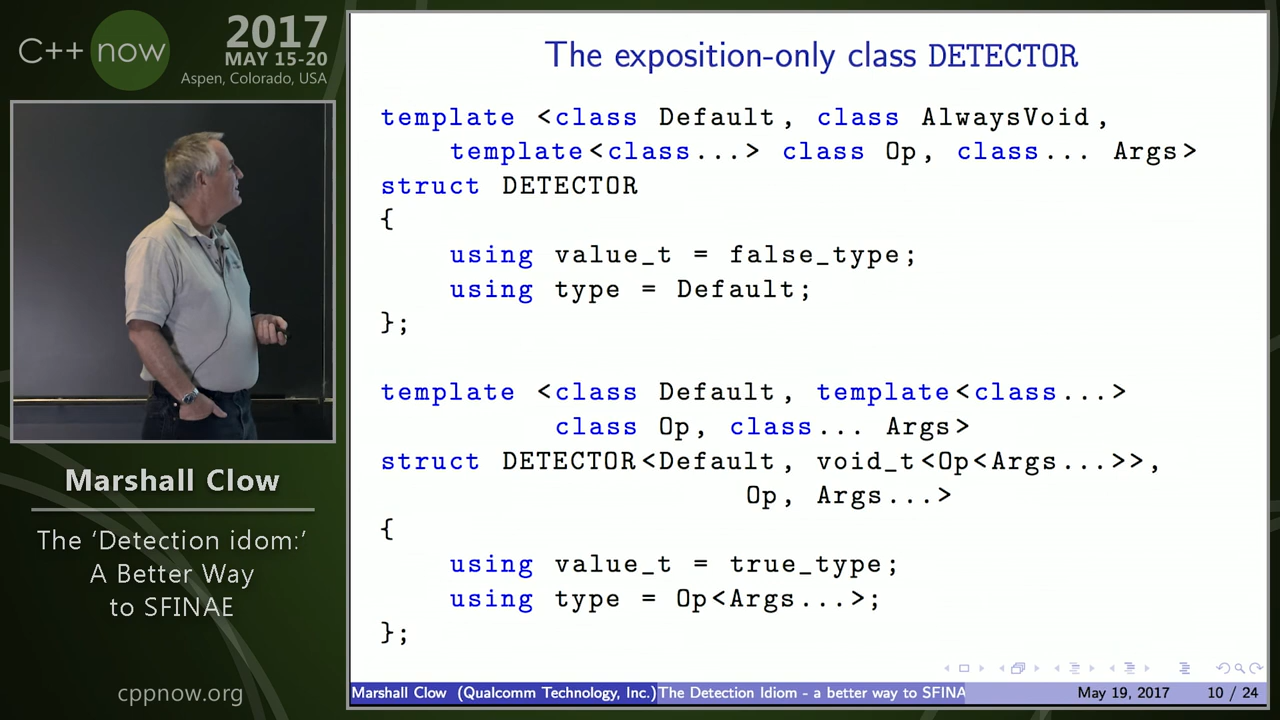 C++ now
2017
MAY 15-20
Aspen, Colorado, USA
Marshall Clow
The ‘Detection idom:’
A Better Way
to SFINAE
cppnow.org
The exposition-only class DETECTOR
template <class Default, class AlwaysVoid,
    template<class...> class Op, class... Args>
struct DETECTOR
{
    using value_t = false_type;
    using type = Default;
};
template <class Default, template<class...>
          class Op, class... Args>
struct DETECTOR<Default, void_t<Op<Args...>>,
                     Op, Args...>
{
    using value_t = true_type;
    using type = Op<Args...>;
};
Marshall Clow (Qualcomm Technology, Inc.) The Detection Idiom - a better way to SFINA May 19, 2017 10 / 24